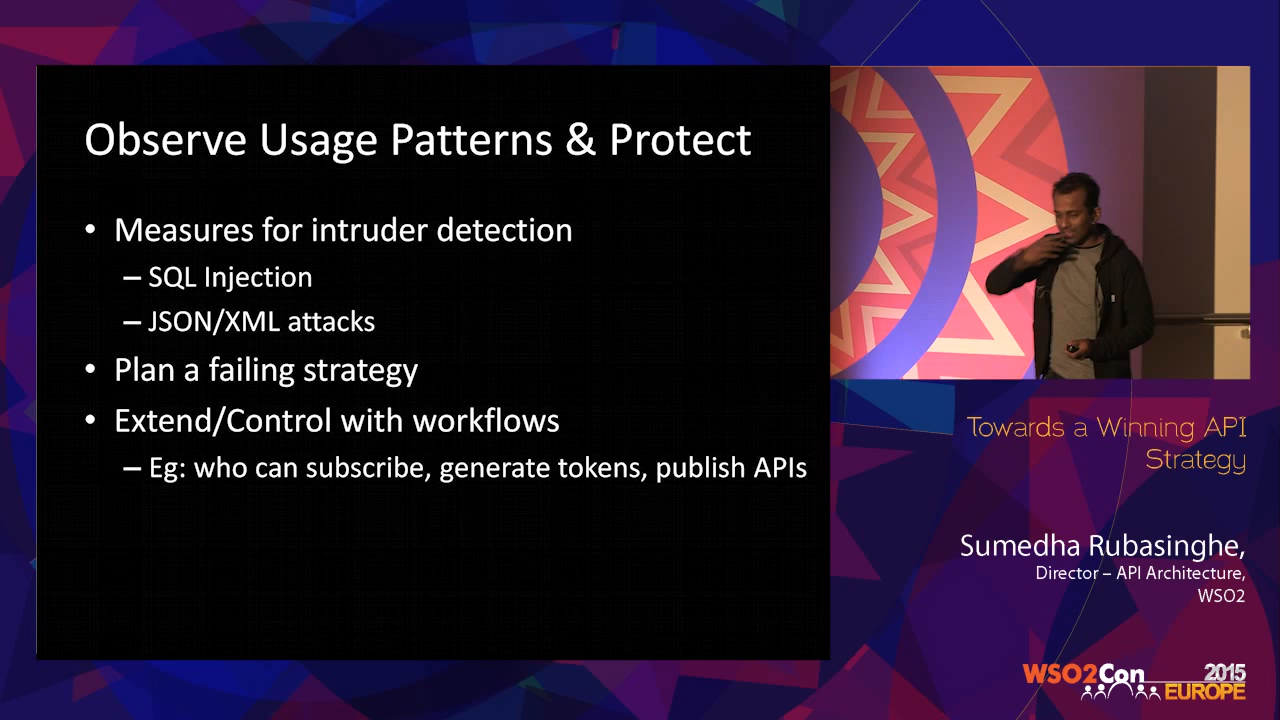 Observe Usage Patterns & Protect
• Measures for intruder detection
– SQL Injection
– JSON/XML attacks
• Plan a failing strategy
• Extend/Control with workflows
– Eg: who can subscribe, generate tokens, publish APIs
Towards a Winning API
Strategy
Sumedha Rubasinghe,
Director – API Architecture,
WSO2
WSO2Con 2015
EUROPE